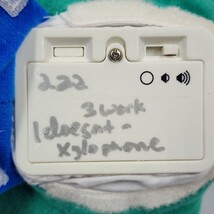 222
3 work
1 doesnt -
Xylophone